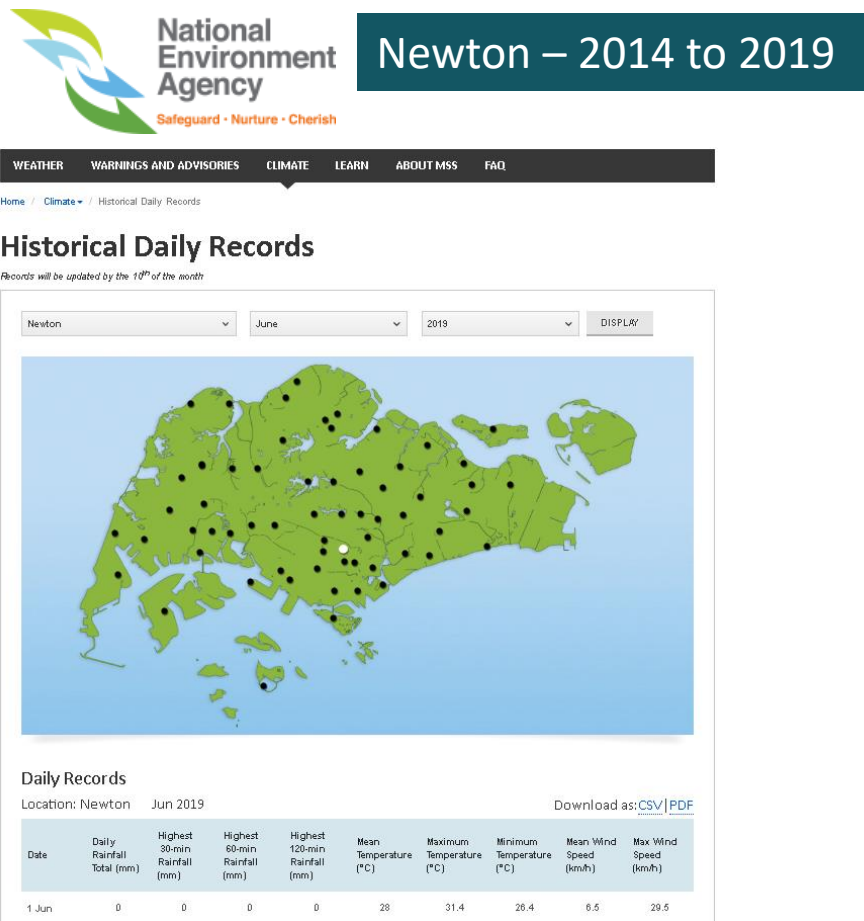 National
Environment
Agency
Safeguard · Nurture · Cherish
Newton – 2014 to 2019
WEATHER WARNINGS AND ADVISORIES CLIMATE LEARN ABOUT MSS FAQ
Home / Climate / Historical Daily Records
Historical Daily Records
Records will be updated by the 10th of the month
Newton June 2019 DISPLAY
Daily Records
Location: Newton Jun 2019 Download as: CSV | PDF
Date Daily Rainfall Total (mm) Highest 30-min Rainfall (mm) Highest 60-min Rainfall (mm) Highest 120-min Rainfall (mm) Mean Temperature (°C) Maximum Temperature (°C) Minimum Temperature (°C) Mean Wind Speed (km/h) Max Wind Speed (km/h)
1 Jun 0 0 0 0 28 31.4 26.4 6.5 29.5